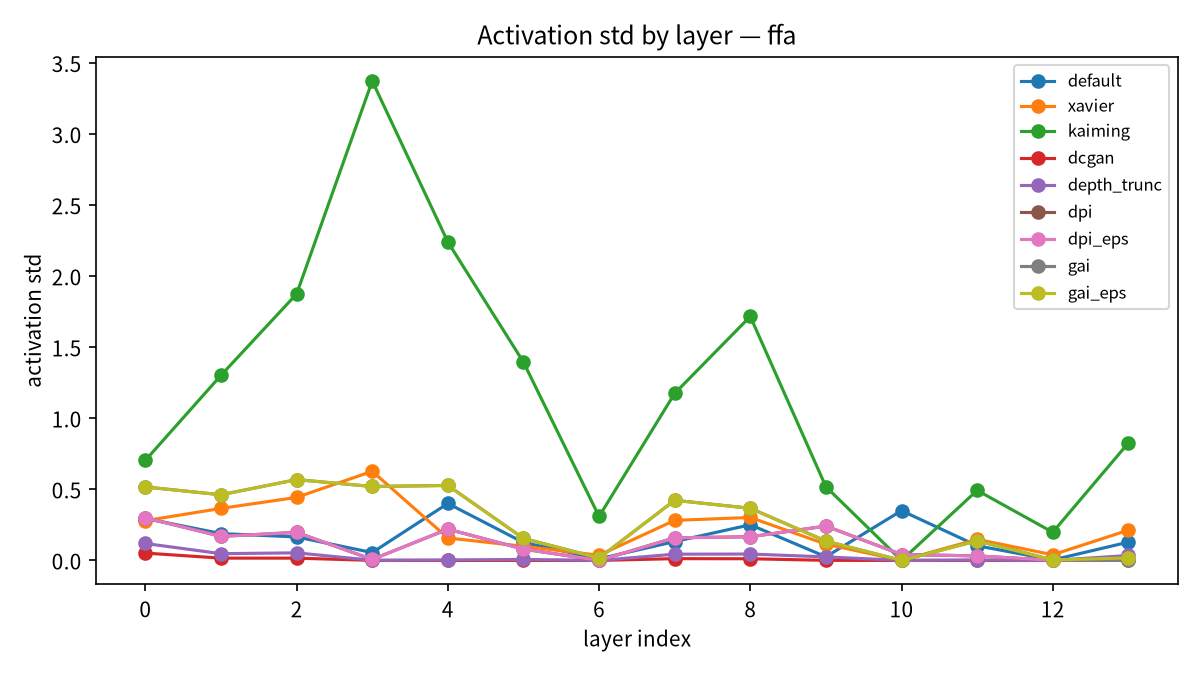 Activation std by layer — ffa
3.5
3.0
2.5
2.0
1.5
1.0
0.5
0.0
activation std
0 2 4 6 8 10 12
layer index
default
xavier
kaiming
dcgan
depth_trunc
dpi
dpi_eps
gai
gai_eps